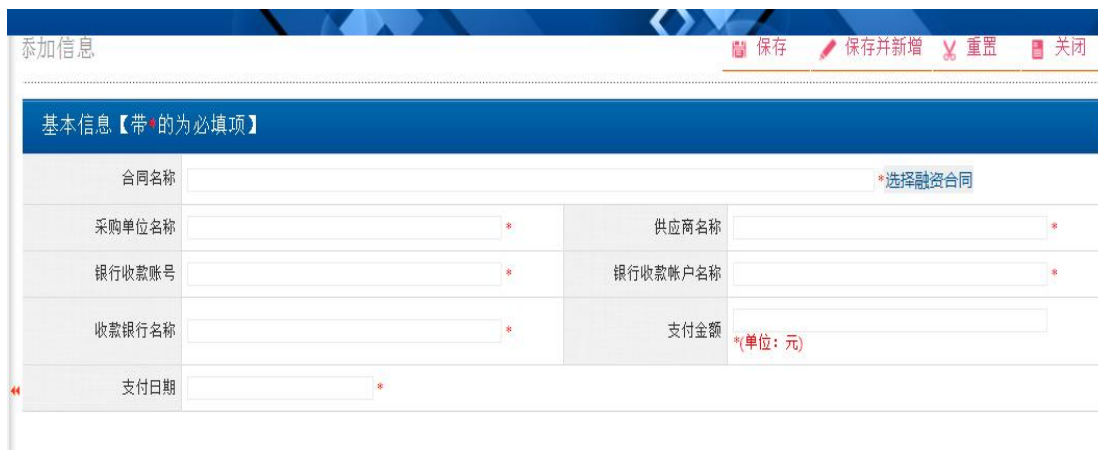 添加信息 保存 保存并新增 重置 关闭
基本信息【带*的为必填项】
合同名称 *选择融资合同
采购单位名称 * 供应商名称 *
银行收款账号 * 银行收款帐户名称 *
收款银行名称 * 支付金额
*(单位：元)
支付日期 *